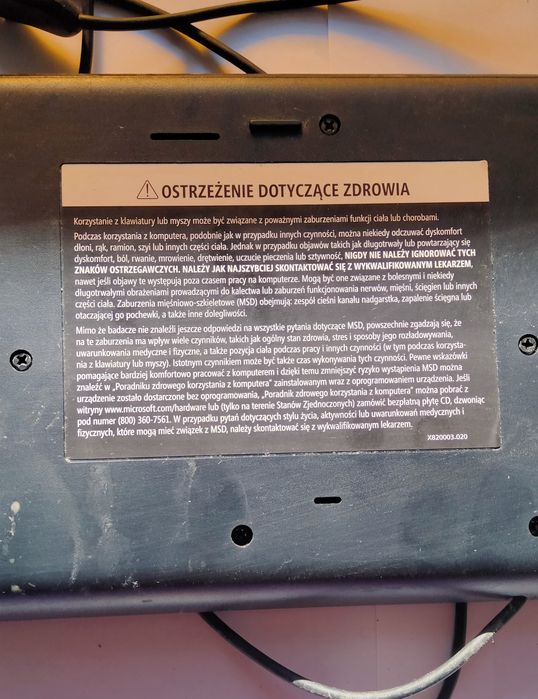 ⚠ OSTRZEŻENIE DOTYCZĄCE ZDROWIA
Korzystanie z klawiatury lub myszy może być związane z poważnymi zaburzeniami funkcji ciała lub chorobami.
Podczas korzystania z komputera, podobnie jak w przypadku innych czynności, można niekiedy odczuwać dyskomfort
dłoni, rąk, ramion, szyi lub innych części ciała. Jednak w przypadku objawów takich jak długotrwały lub powtarzający się
dyskomfort, ból, rwanie, mrowienie, drętwienie, uczucie pieczenia lub sztywność, NIGDY NIE NALEŻY IGNOROWAĆ TYCH
ZNAKÓW OSTRZEGAWCZYCH. NALEŻY JAK NAJSZYBCIEJ SKONTAKTOWAĆ SIĘ Z WYKWALIFIKOWANYM LEKARZEM,
nawet jeśli objawy te występują poza czasem pracy na komputerze. Mogą być one związane z bolesnymi i niekiedy
długotrwałymi obrażeniami prowadzącymi do kalectwa lub zaburzeń funkcjonowania nerwów, mięśni, ścięgien lub innych
części ciała. Zaburzenia mięśniowo-szkieletowe (MSD) obejmują: zespół cieśni kanału nadgarstka, zapalenie ścięgna lub
otaczającej go pochewki, a także inne dolegliwości.
Mimo że badacze nie znaleźli jeszcze odpowiedzi na wszystkie pytania dotyczące MSD, powszechnie zgadzają się, że
na te zaburzenia ma wpływ wiele czynników, takich jak ogólny stan zdrowia, stres i sposoby jego rozładowywania,
uwarunkowania medyczne i fizyczne, a także pozycja ciała podczas pracy i innych czynności (w tym podczas korzysta-
nia z klawiatury lub myszy). Istotnym czynnikiem może być także czas wykonywania tych czynności. Pewne wskazówki
pomagające bardziej komfortowo pracować z komputerem i dzięki temu zmniejszyć ryzyko wystąpienia MSD można
znaleźć w „Poradniku zdrowego korzystania z komputera” zainstalowanym wraz z oprogramowaniem urządzenia. Jeśli
urządzenie zostało dostarczone bez oprogramowania, „Poradnik zdrowego korzystania z komputera” można pobrać z
witryny www.microsoft.com/hardware lub (tylko na terenie Stanów Zjednoczonych) zamówić bezpłatną płytę CD, dzwoniąc
pod numer (800) 360-7561. W przypadku pytań dotyczących stylu życia, aktywności lub uwarunkowań medycznych i
fizycznych, które mogą mieć związek z MSD, należy skontaktować się z wykwalifikowanym lekarzem.
X820003.020